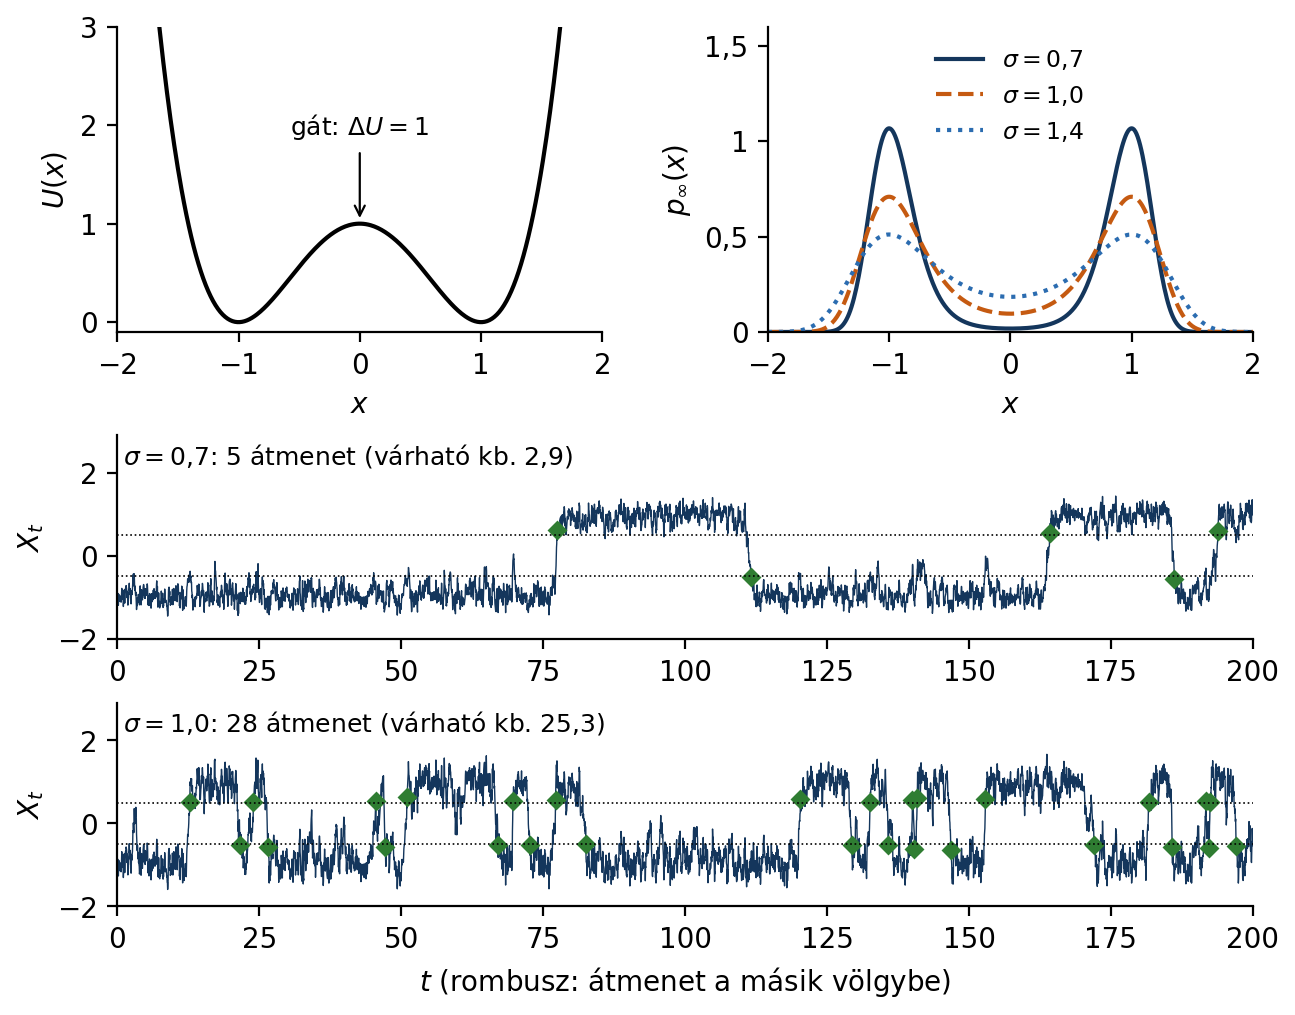 3
2
1
0
U(x)
gát: ΔU = 1
−2 −1 0 1 2
x
1,5
1
0,5
0
p∞(x)
σ = 0,7
σ = 1,0
σ = 1,4
−2 −1 0 1 2
x
σ = 0,7: 5 átmenet (várható kb. 2,9)
2
0
−2
Xt
0 25 50 75 100 125 150 175 200
σ = 1,0: 28 átmenet (várható kb. 25,3)
2
0
−2
Xt
0 25 50 75 100 125 150 175 200
t (rombusz: átmenet a másik völgybe)